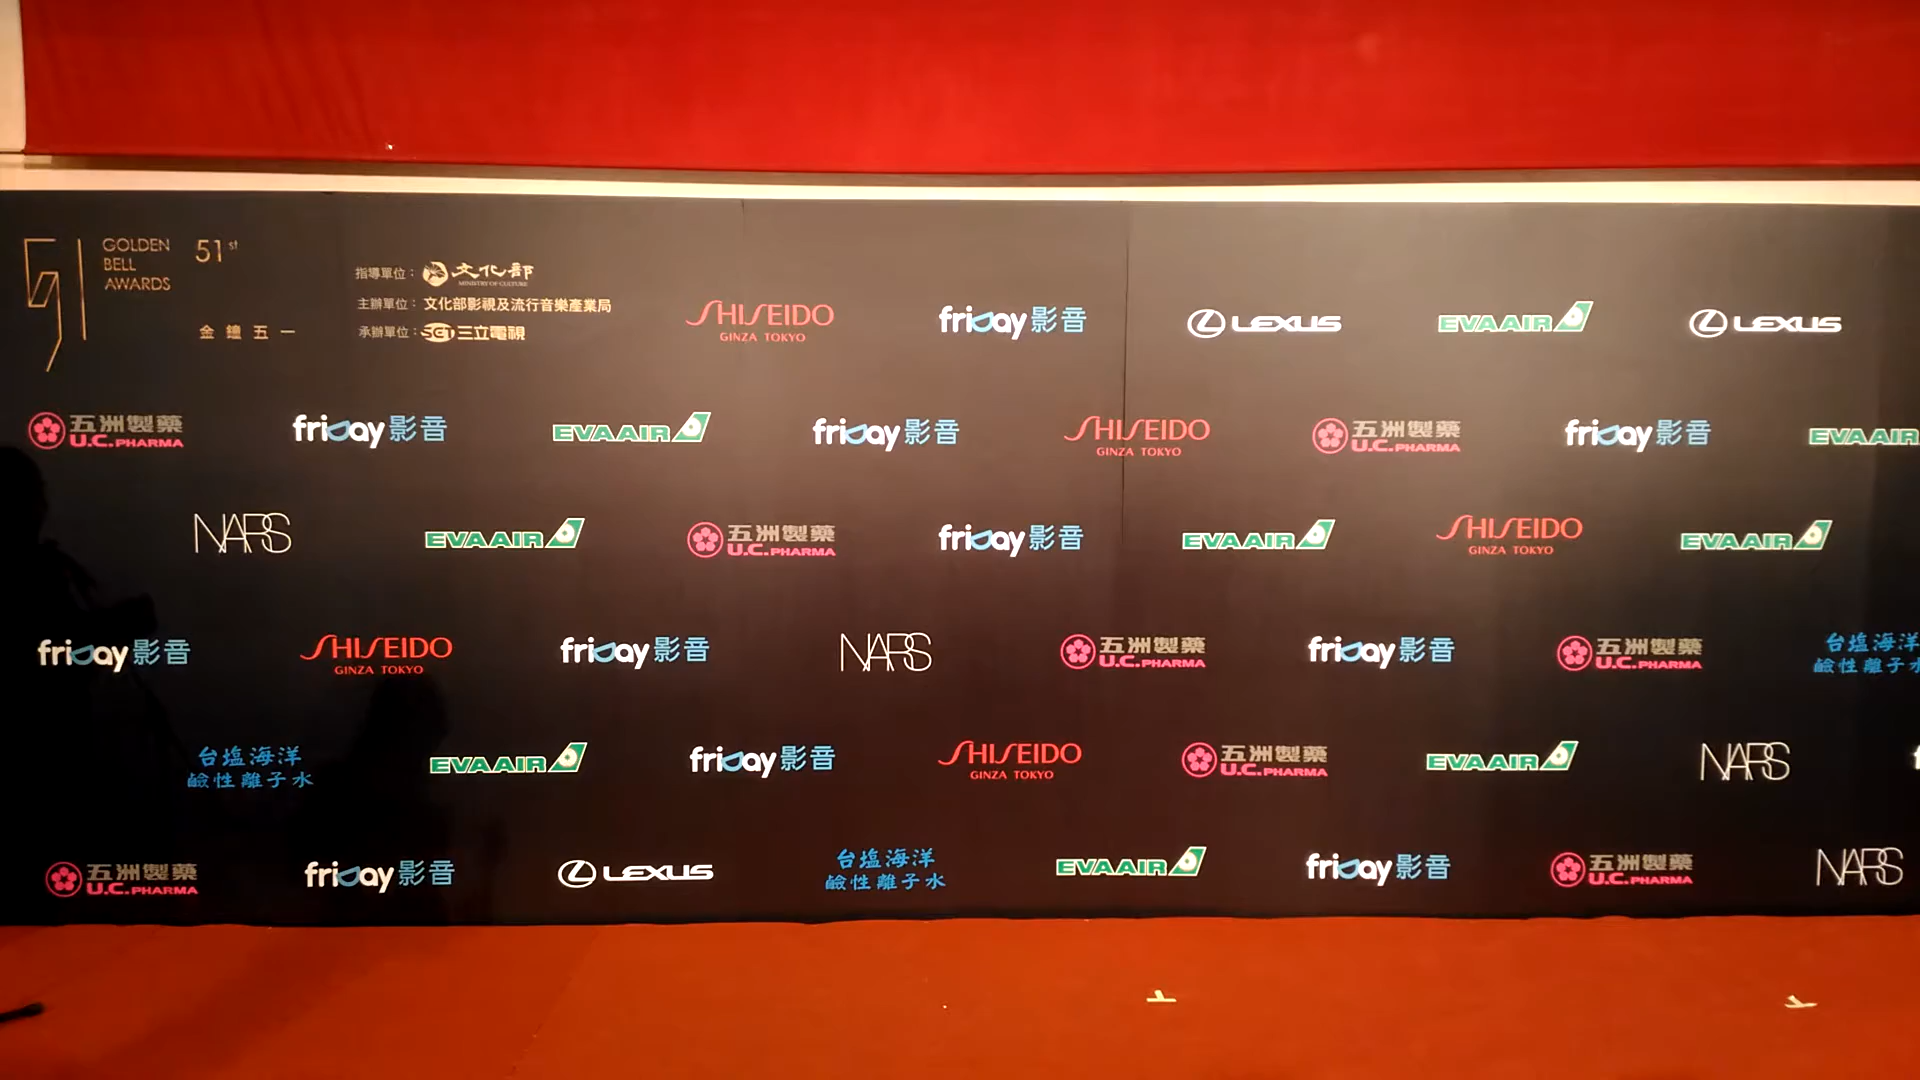 GOLDEN
BELL
AWARDS
51st
金鐘五一
指導單位：文化部
MINISTRY OF CULTURE
主辦單位：文化部影視及流行音樂產業局
承辦單位：SET三立電視
SHISEIDO
GINZA TOKYO
friDay影音
LEXUS
EVA AIR
LEXUS
五洲製藥
U.C. PHARMA
friDay影音
EVA AIR
friDay影音
SHISEIDO
GINZA TOKYO
五洲製藥
U.C. PHARMA
friDay影音
EVA AIR
NARS
EVA AIR
五洲製藥
U.C. PHARMA
friDay影音
EVA AIR
SHISEIDO
GINZA TOKYO
EVA AIR
friDay影音
SHISEIDO
GINZA TOKYO
friDay影音
NARS
五洲製藥
U.C. PHARMA
friDay影音
五洲製藥
U.C. PHARMA
台塩海洋
鹼性離子水
台塩海洋
鹼性離子水
EVA AIR
friDay影音
SHISEIDO
GINZA TOKYO
五洲製藥
U.C. PHARMA
EVA AIR
NARS
五洲製藥
U.C. PHARMA
friDay影音
LEXUS
台塩海洋
鹼性離子水
EVA AIR
friDay影音
五洲製藥
U.C. PHARMA
NARS